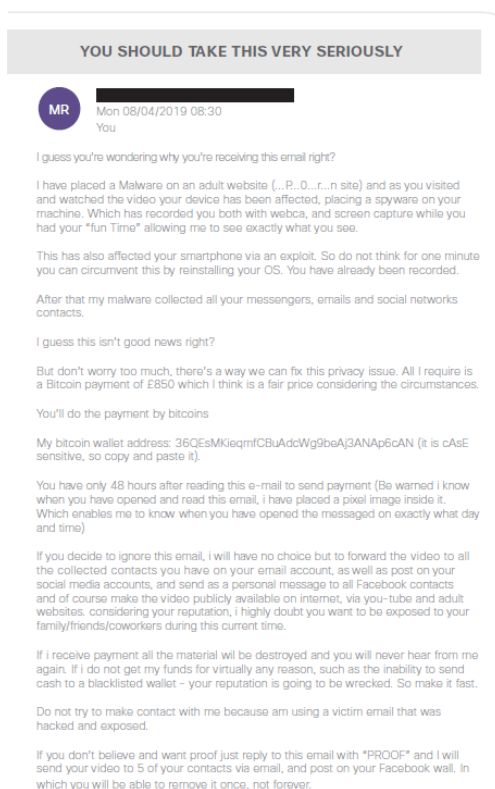 YOU SHOULD TAKE THIS VERY SERIOUSLY
MR
Mon 08/04/2019 08:30
You
I guess you're wondering why you're receiving this email right?
I have placed a Malware on an adult website (...P...0...r...n site) and as you visited
and watched the video your device has been affected, placing a spyware on your
machine. Which has recorded you both with webca, and screen capture while you
had your "fun Time" allowing me to see exactly what you see.
This has also affected your smartphone via an exploit. So do not think for one minute
you can circumvent this by reinstalling your OS. You have already been recorded.
After that my malware collected all your messengers, emails and social networks
contacts.
I guess this isn't good news right?
But don't worry too much, there's a way we can fix this privacy issue. All I require is
a Bitcoin payment of £850 which I think is a fair price considering the circumstances.
You'll do the payment by bitcoins
My bitcoin wallet address: 36QEsMKieqmfCBuAdcWg9beAj3ANAp6cAN (it is cAsE
sensitive, so copy and paste it).
You have only 48 hours after reading this e-mail to send payment (Be warned i know
when you have opened and read this email, i have placed a pixel image inside it.
Which enables me to know when you have opened the messaged on exactly what day
and time)
If you decide to ignore this email, i will have no choice but to forward the video to all
the collected contacts you have on your email account, as well as post on your
social media accounts, and send as a personal message to all Facebook contacts
and of course make the video publicly available on internet, via you-tube and adult
websites. considering your reputation, i highly doubt you want to be exposed to your
family/friends/coworkers during this current time.
If i receive payment all the material wil be destroyed and you will never hear from me
again. If i do not get my funds for virtually any reason, such as the inability to send
cash to a blacklisted wallet - your reputation is going to be wrecked. So make it fast.
Do not try to make contact with me because am using a victim email that was
hacked and exposed.
If you don't believe and want proof just reply to this email with "PROOF" and I will
send your video to 5 of your contacts via email, and post on your Facebook wall. In
which you will be able to remove it once, not forever.